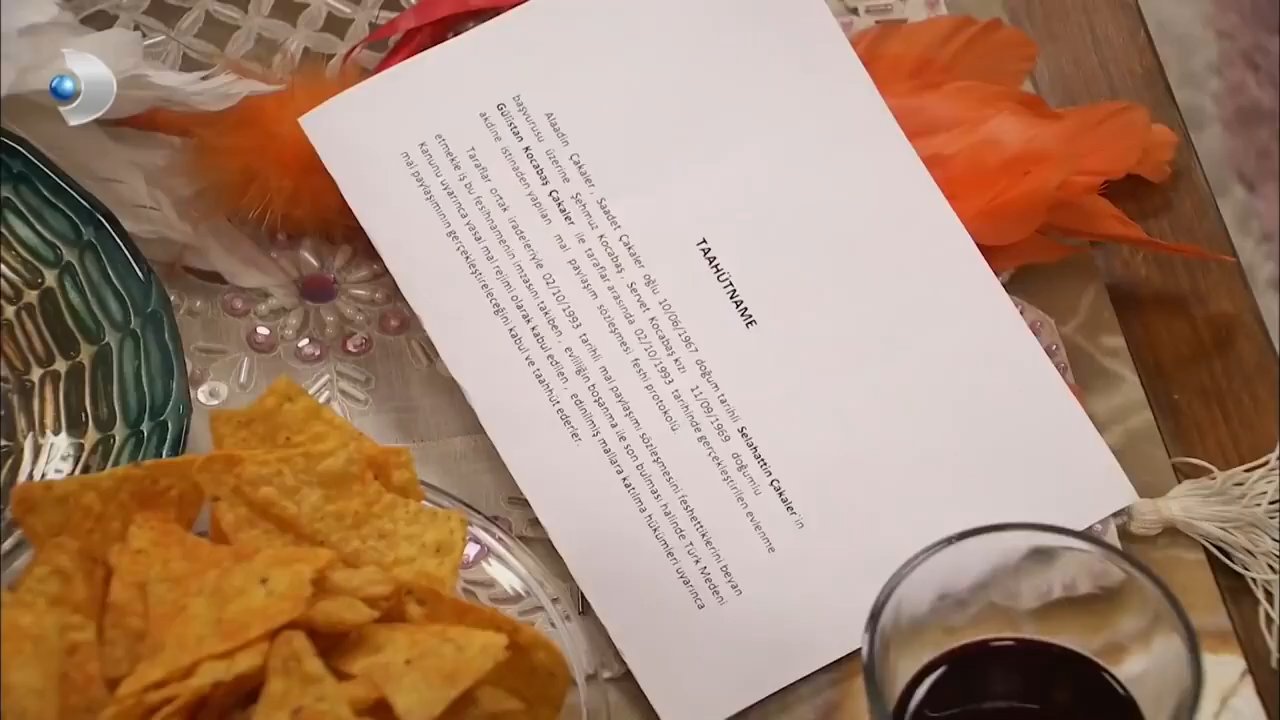 TAAHÜTNAME
Alaadin Çakaler , Saadet Çakaler oğlu 10/06/1967 doğum tarihli Selahattin Çakaler'in
başvurusu üzerine Şehmuz Kocabaş , Servet Kocabaş kızı 11/09/1969 doğumlu
Gülistan Kocabaş Çakaler ile taraflar arasında 02/10/1993 tarihinde gerçekleştirilen evlenme
akdine istinaden yapılan mal paylaşım sözleşmesi feshi protokolü.
Taraflar ortak iradeleriyle 02/10/1993 tarihli mal paylaşımı sözleşmesini feshettiklerini beyan
etmekle iş bu fesihnamenin imzasını takiben , evliliğin boşanma ile son bulması halinde Türk Medeni
Kanunu uyarınca yasal mal rejimi olarak kabul edilen , edinilmiş mallara katılma hükümleri uyarınca
mal paylaşımının gerçekleştireleceğini kabul ve taahhüt ederler.